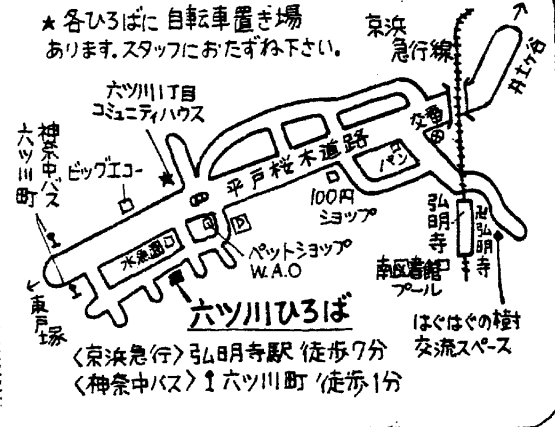 ★ 各ひろばに 自転車置き場
あります。スタッフにおたずね下さい。
京浜
急行線
井土ヶ谷
六ツ川1丁目
コミュニティハウス
神奈中バス
六ツ川町
ビッグエコー
平戸桜木道路
交番
パン
100円
ショップ
弘明寺
卍弘明寺
水急園
ペットショップ
W.A.O
南図書館
プール
←東戸塚
六ツ川ひろば
はぐはぐの樹
交流スペース
〈京浜急行〉弘明寺駅 徒歩7分
〈神奈中バス〉六ツ川町 徒歩1分